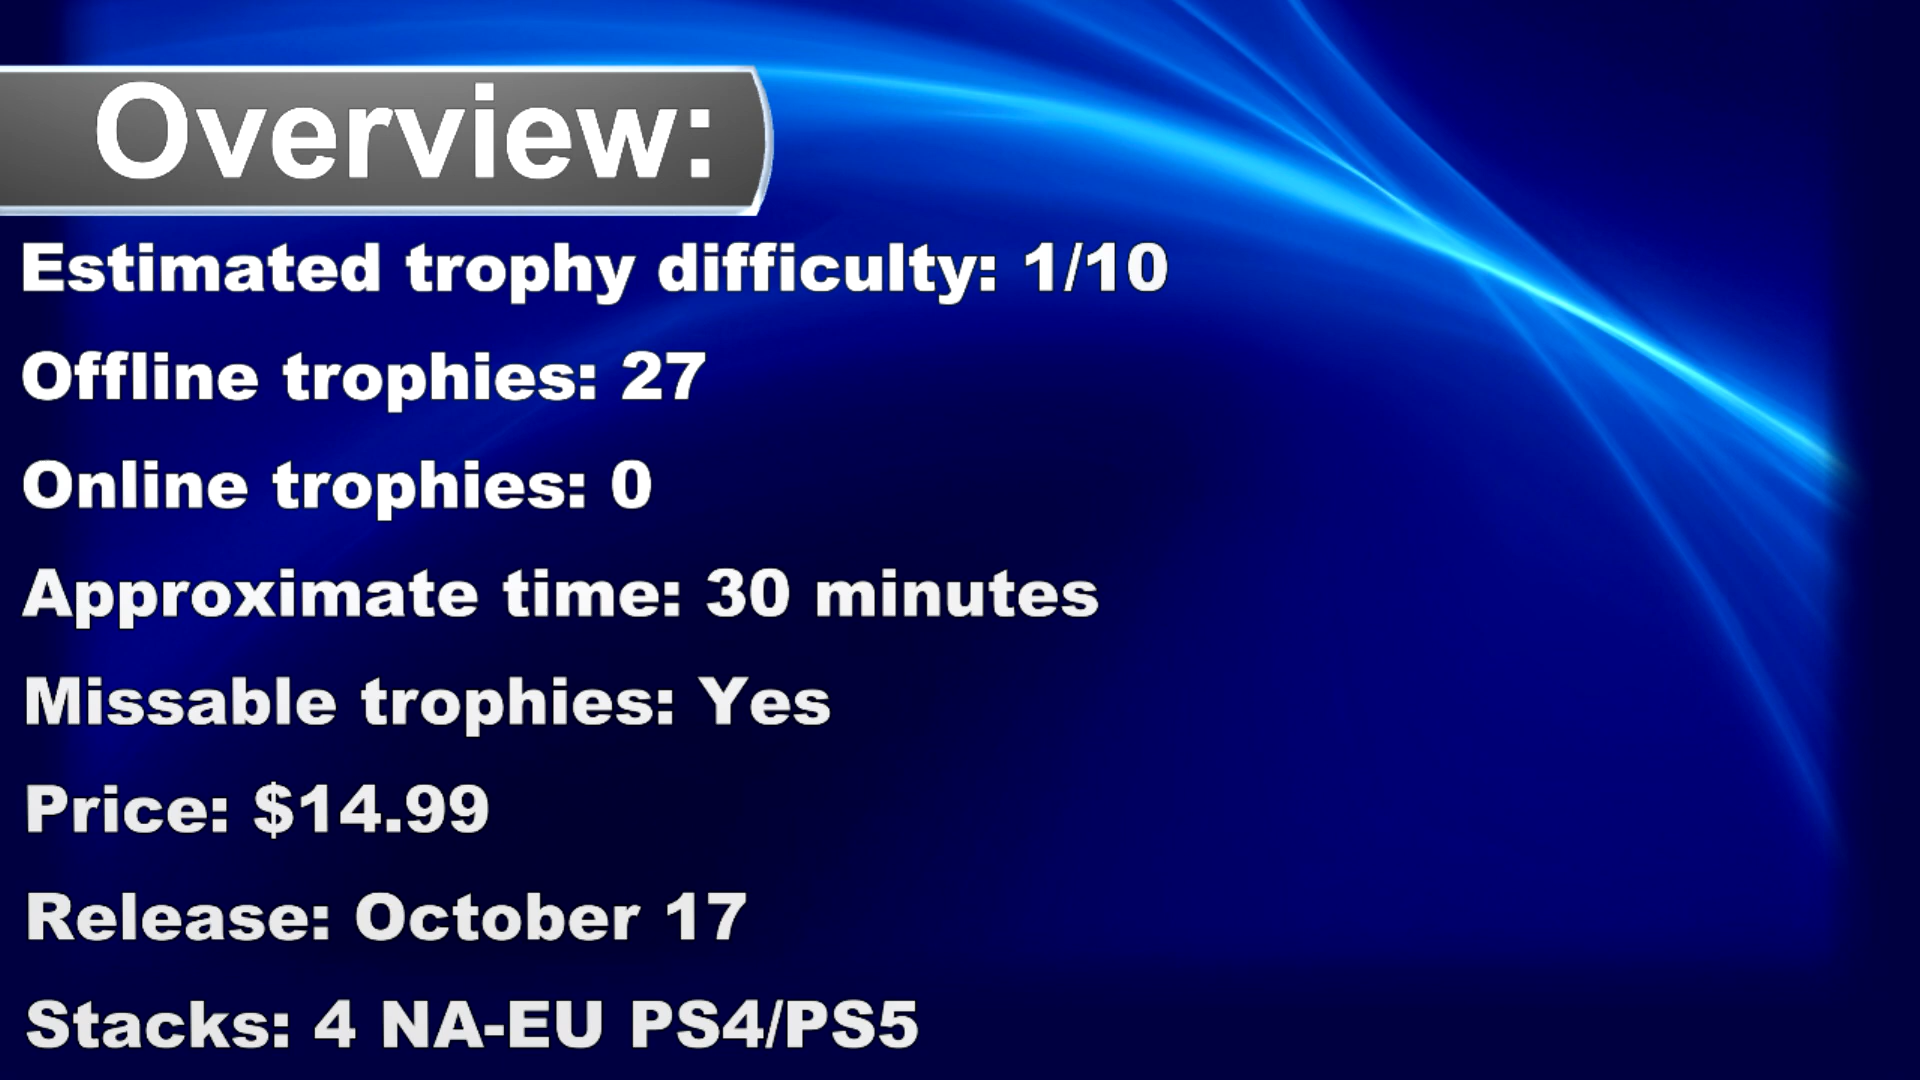 Overview:
Estimated trophy difficulty: 1/10
Offline trophies: 27
Online trophies: 0
Approximate time: 30 minutes
Missable trophies: Yes
Price: $14.99
Release: October 17
Stacks: 4 NA-EU PS4/PS5